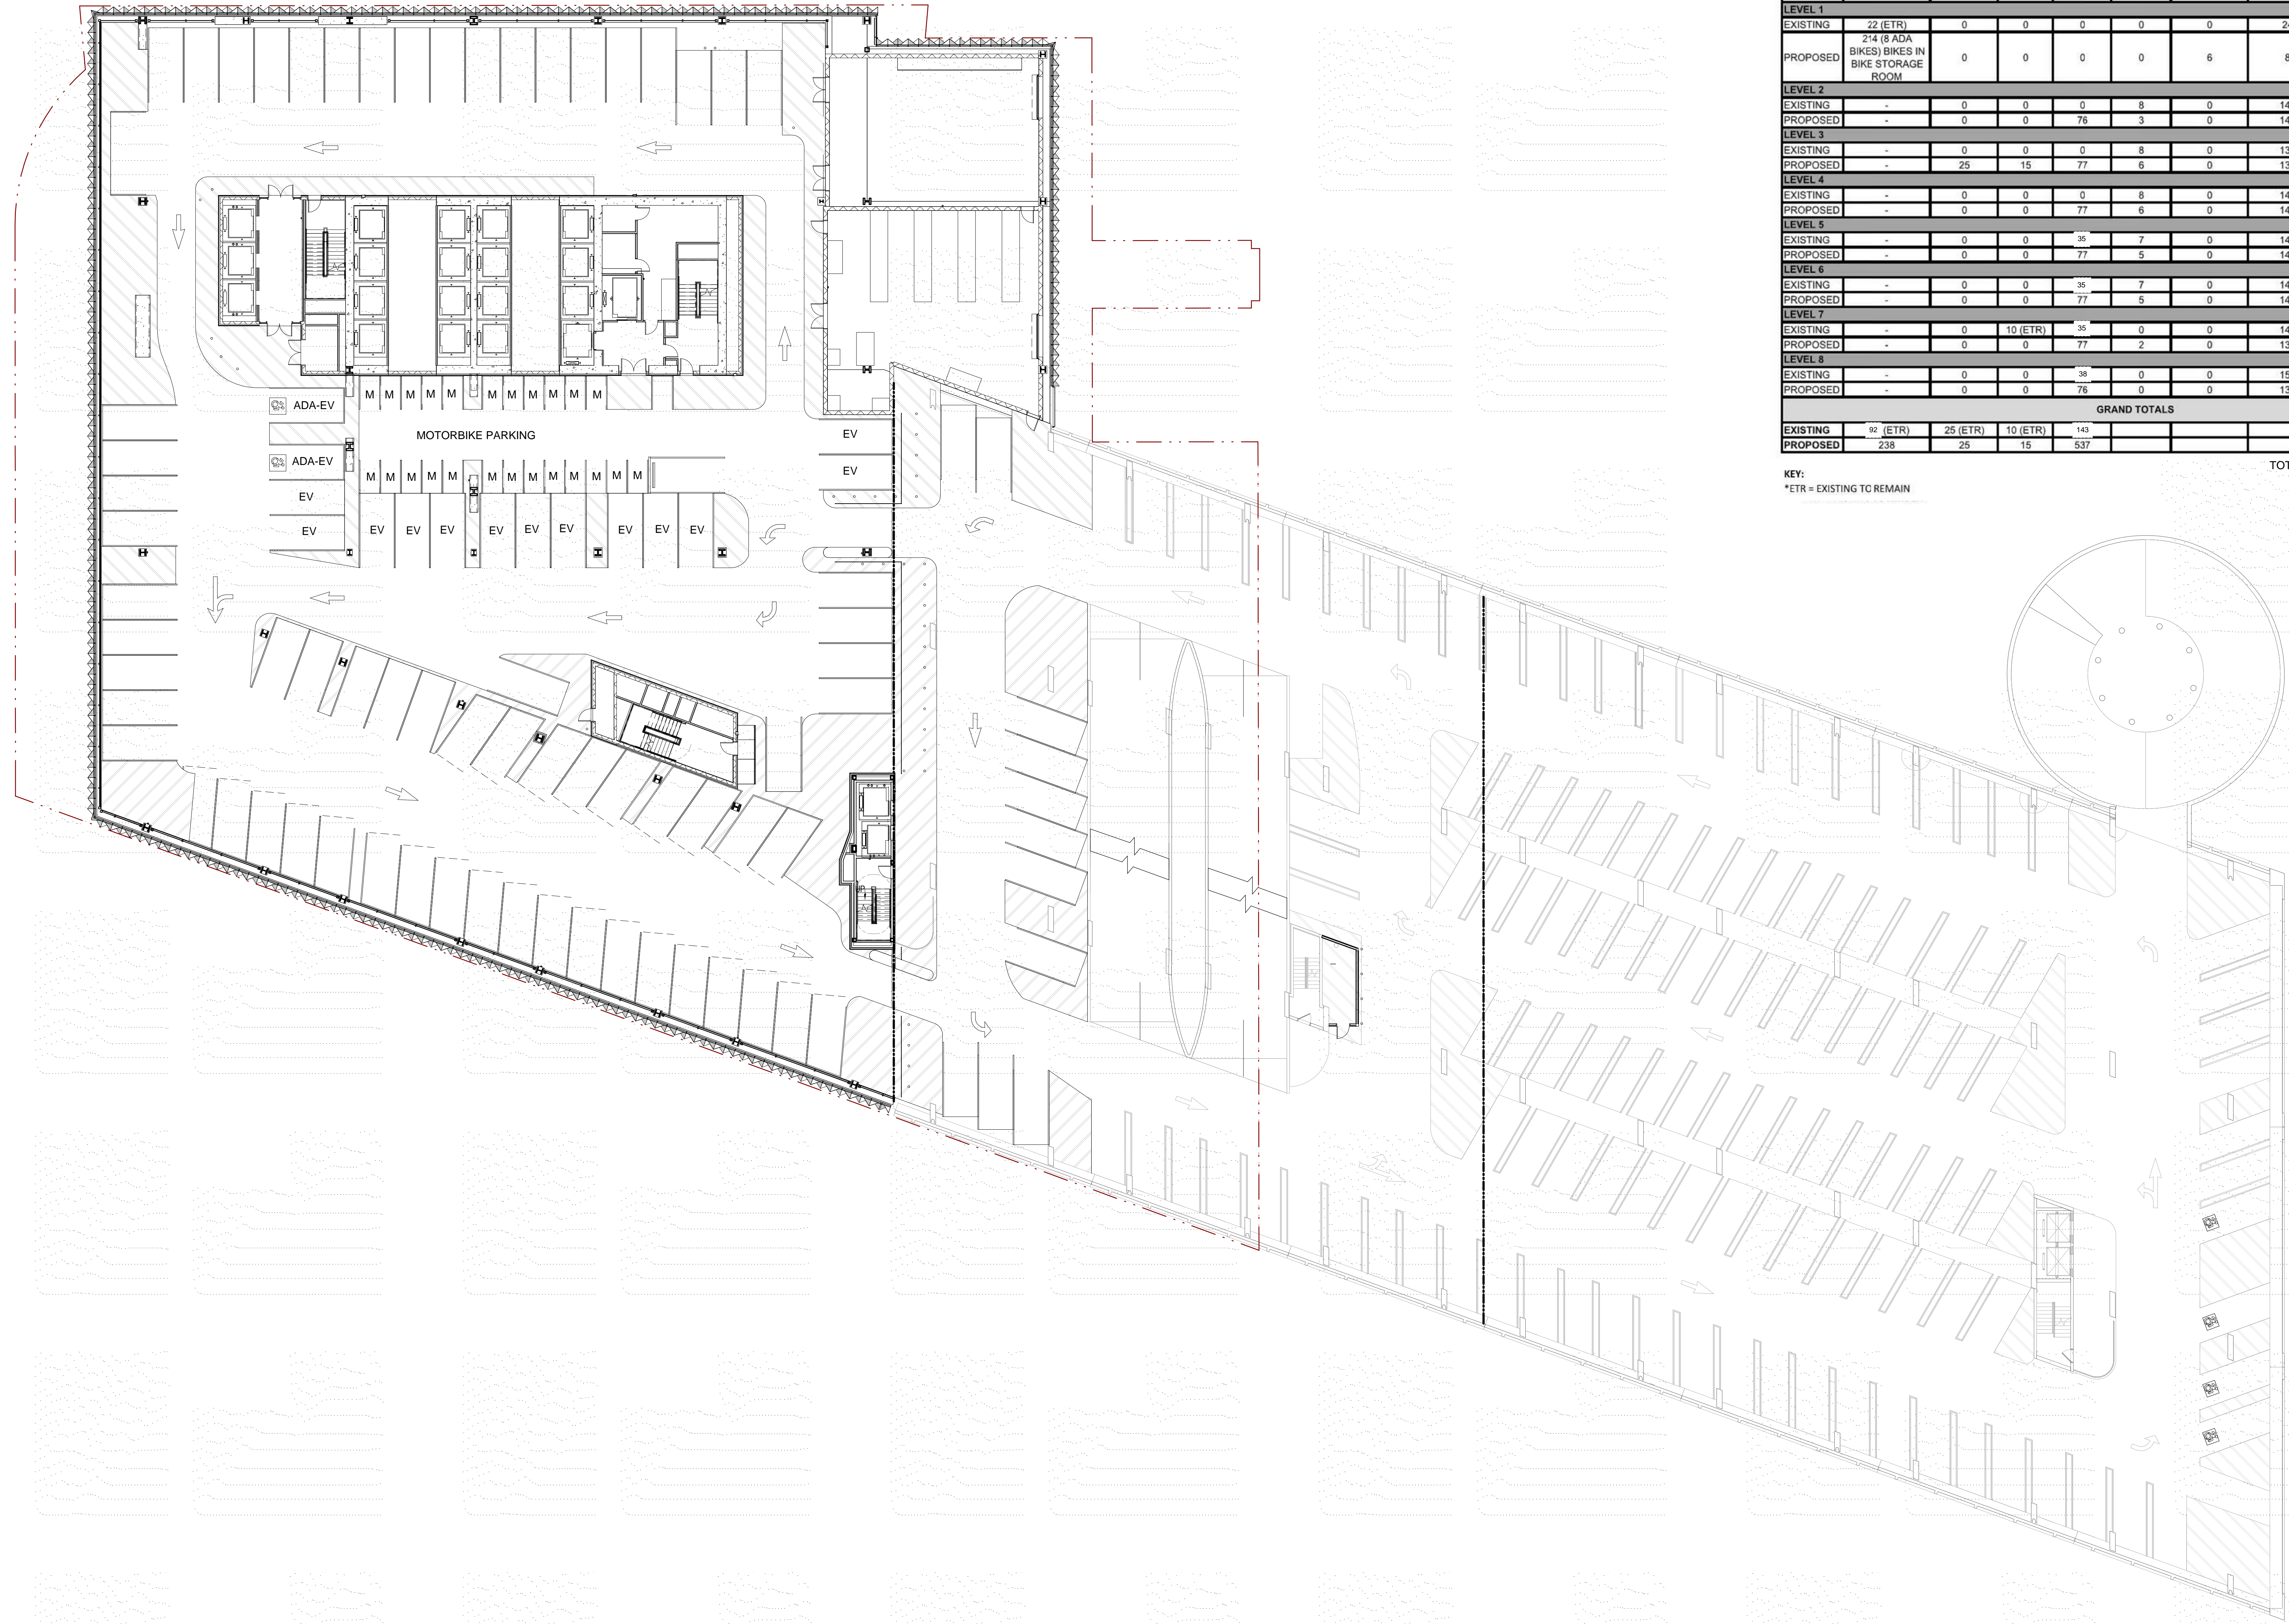 LEVEL 1
EXISTING 22 (ETR) 0 0 0 0 0
PROPOSED 214 (8 ADA BIKES) BIKES IN BIKE STORAGE ROOM 0 0 0 0 6
LEVEL 2
EXISTING - 0 0 0 8 0
PROPOSED - 0 0 76 3 0
LEVEL 3
EXISTING - 0 0 0 8 0
PROPOSED - 25 15 77 6 0
LEVEL 4
EXISTING - 0 0 0 8 0
PROPOSED - 0 0 77 6 0
LEVEL 5
EXISTING - 0 0 35 7 0
PROPOSED - 0 0 77 5 0
LEVEL 6
EXISTING - 0 0 35 7 0
PROPOSED - 0 0 77 5 0
LEVEL 7
EXISTING - 0 10 (ETR) 35 0 0
PROPOSED - 0 0 77 2 0
LEVEL 8
EXISTING - 0 0 38 0 0
PROPOSED - 0 0 76 0 0
GRAND TOTALS
EXISTING 92 (ETR) 25 (ETR) 10 (ETR) 143
PROPOSED 238 25 15 537
KEY:
*ETR = EXISTING TO REMAIN
M M M M M M M M M M M
ADA-EV
MOTORBIKE PARKING
EV
ADA-EV
EV
M M M M M M M M M M M M M
EV
EV
EV EV EV EV EV EV EV EV EV